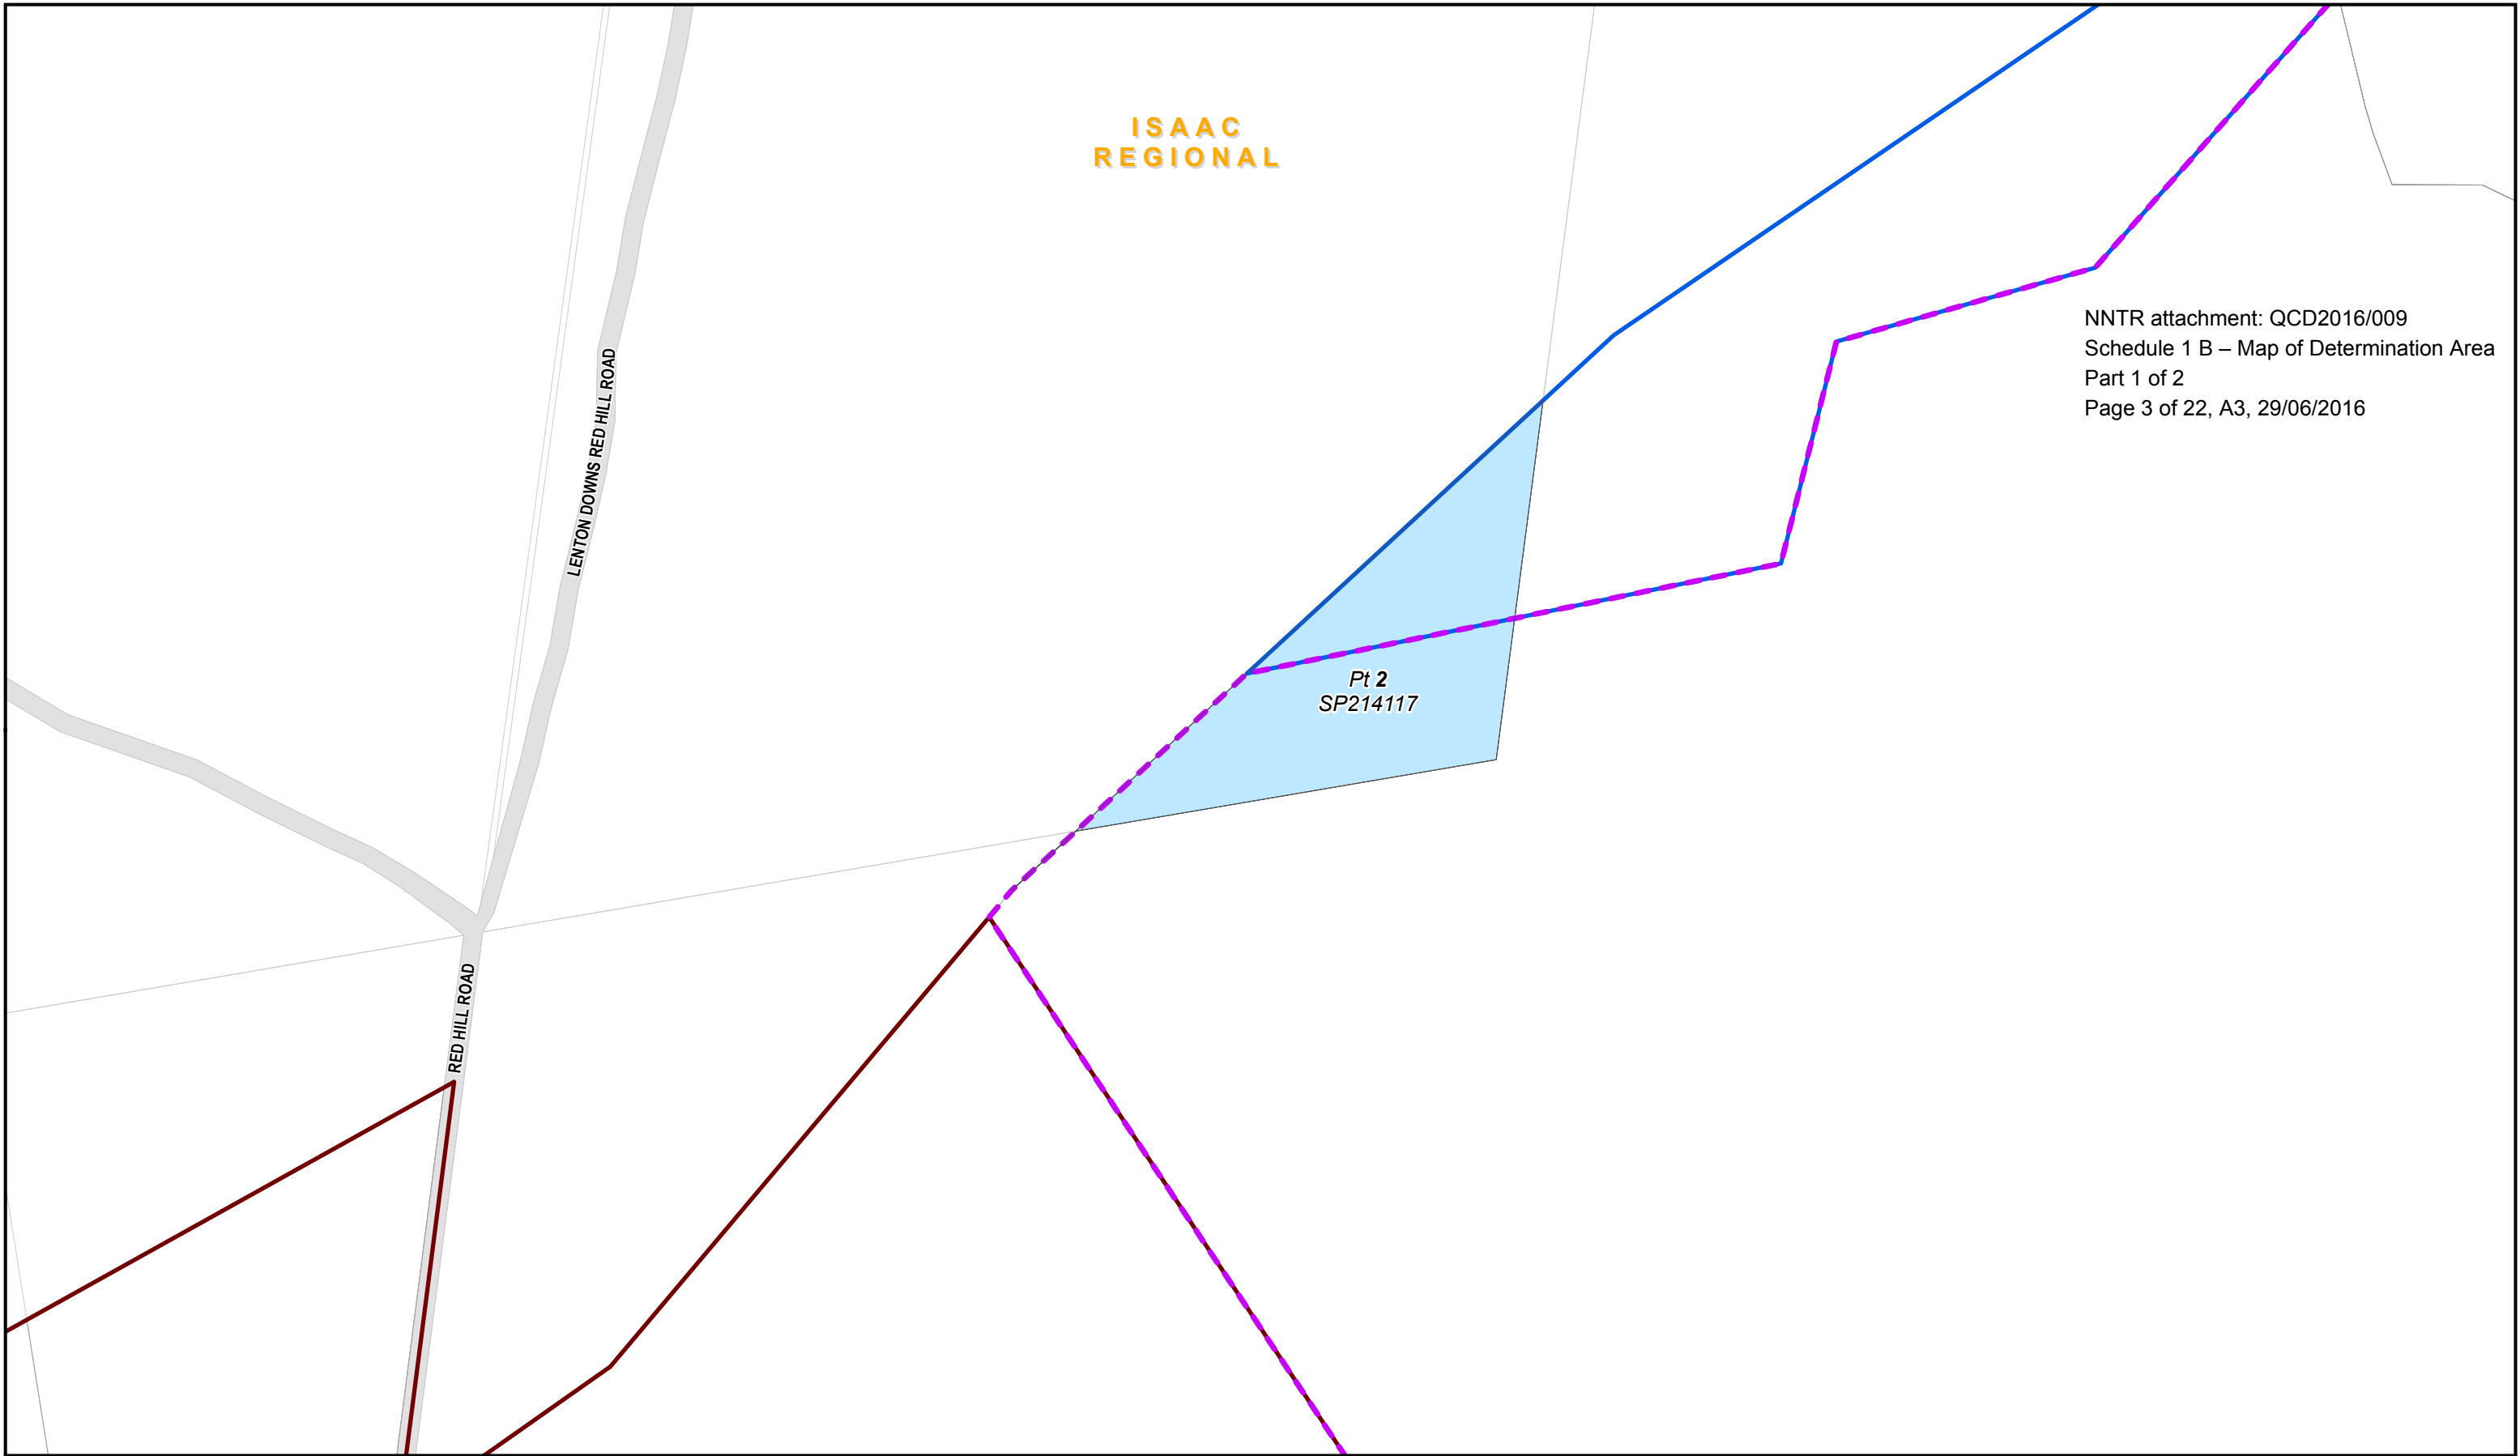 ISAAC
REGIONAL
NNTR attachment: QCD2016/009
Schedule 1 B – Map of Determination Area
Part 1 of 2
Page 3 of 22, A3, 29/06/2016
LENTON DOWNS RED HILL ROAD
Pt 2
SP214117
RED HILL ROAD